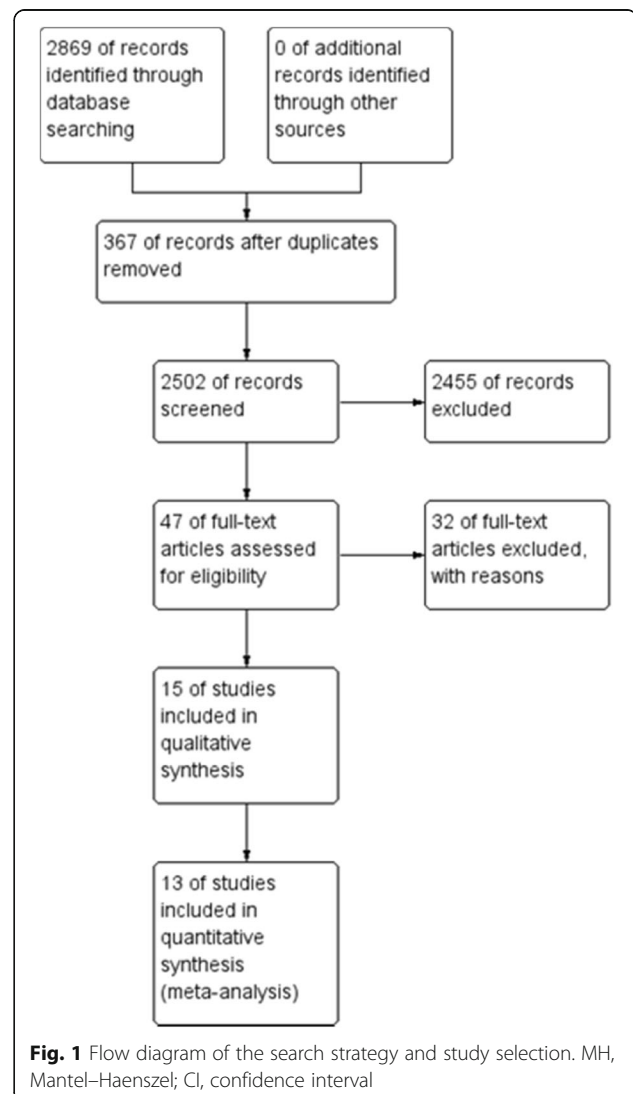 2869 of records
identified through
database
searching
0 of additional
records identified
through other
sources
367 of records after duplicates
removed
2502 of records
screened
2455 of records
excluded
47 of full-text
articles assessed
for eligibility
32 of full-text
articles excluded,
with reasons
15 of studies
included in
qualitative
synthesis
13 of studies
included in
quantitative
synthesis
(meta-analysis)
Fig. 1 Flow diagram of the search strategy and study selection. MH,
Mantel–Haenszel; CI, confidence interval